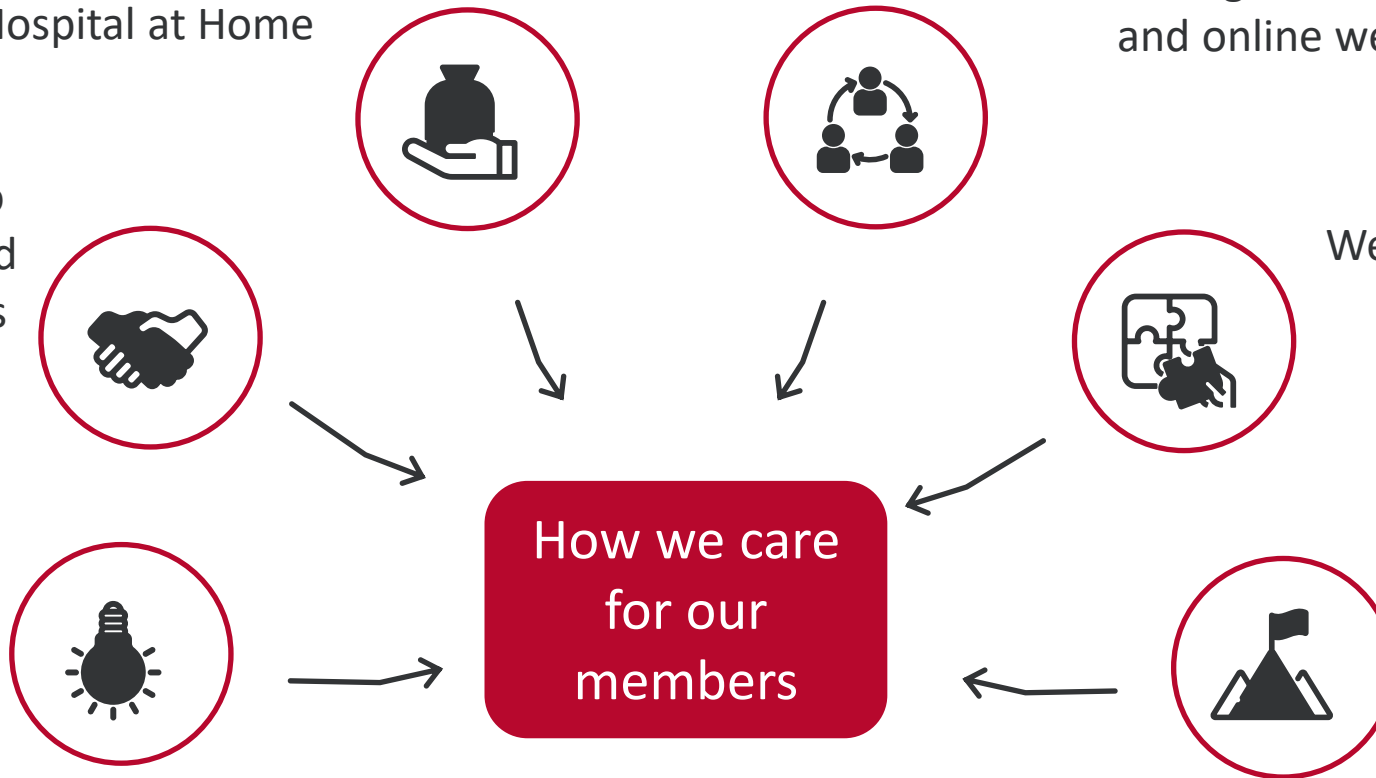 Hospital at Home
and online we
We
How we care
for our
members